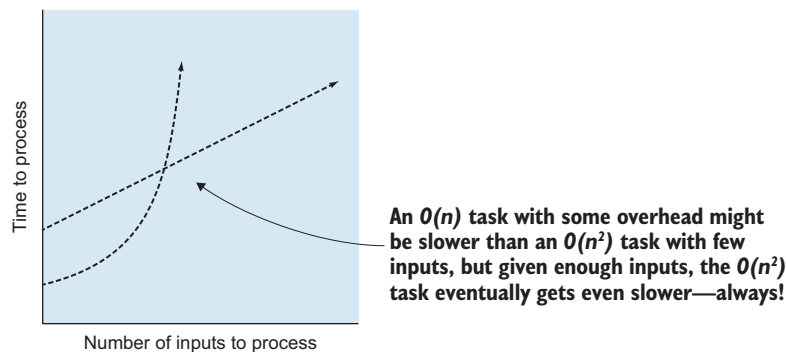 Time to process
Number of inputs to process
An O(n) task with some overhead might
be slower than an O(n²) task with few
inputs, but given enough inputs, the O(n²)
task eventually gets even slower—always!